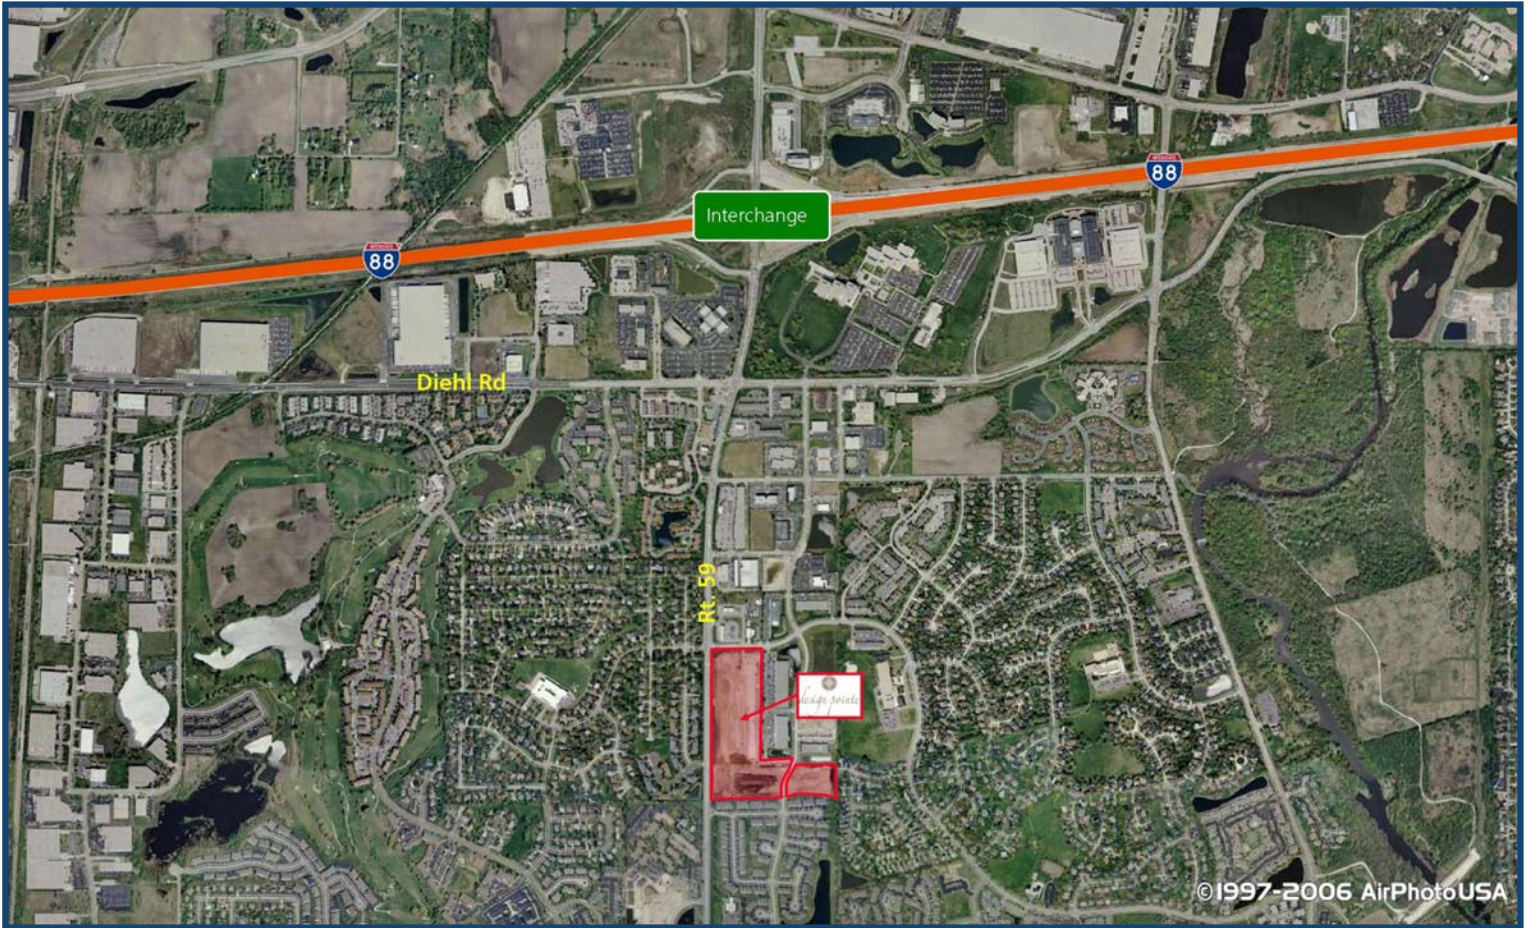 88
Interchange
88
Diehl Rd
Rt. 59
design pointe
©1997-2006 AirPhotoUSA